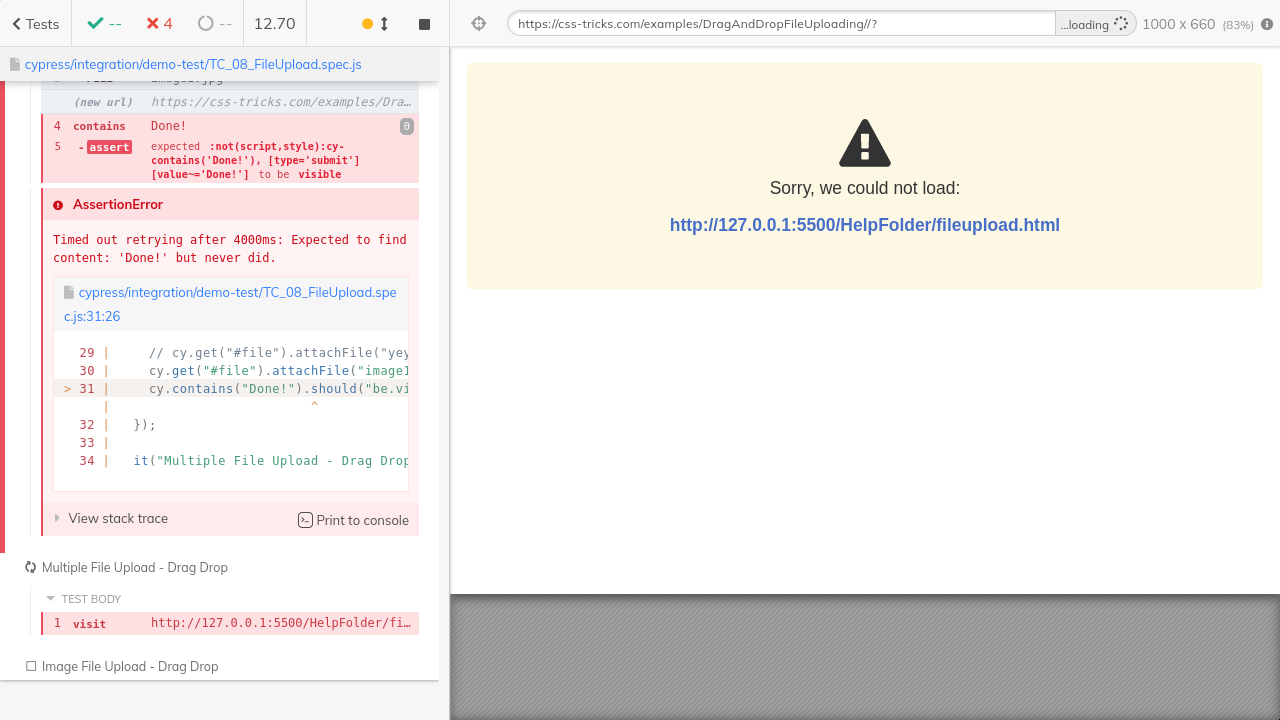 Tests
--
4
--
12.70
https://css-tricks.com/examples/DragAndDropFileUploading//?
...loading
1000 x 660 (83%)
cypress/integration/demo-test/TC_08_FileUpload.spec.js
(new url) https://css-tricks.com/examples/Dra…
4 contains Done! 0
5 - assert expected :not(script,style):cy-
contains('Done!'), [type='submit']
[value~='Done!'] to be visible
AssertionError
Timed out retrying after 4000ms: Expected to find
content: 'Done!' but never did.
cypress/integration/demo-test/TC_08_FileUpload.spe
c.js:31:26
29 | // cy.get("#file").attachFile("yey
30 | cy.get("#file").attachFile("image1
> 31 | cy.contains("Done!").should("be.vi
| ^
32 | });
33 |
34 | it("Multiple File Upload - Drag Drop
View stack trace
Print to console
Multiple File Upload - Drag Drop
TEST BODY
1 visit http://127.0.0.1:5500/HelpFolder/fi…
Image File Upload - Drag Drop
Sorry, we could not load:
http://127.0.0.1:5500/HelpFolder/fileupload.html